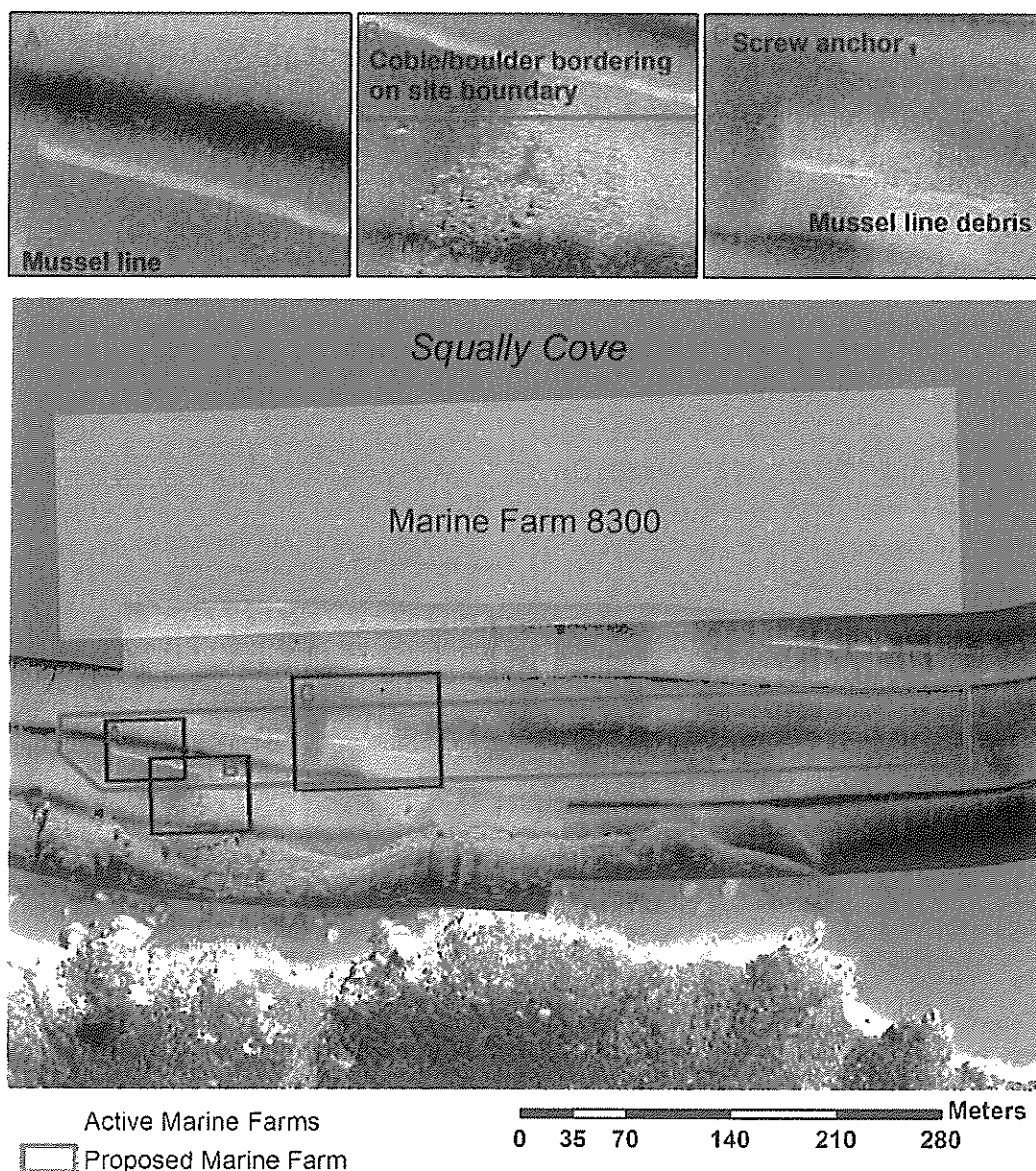 A
Mussel line
Coble/boulder bordering
on site boundary
Screw anchor
Mussel line debris
Squally Cove
Marine Farm 8300
C
A
B
Active Marine Farms
Proposed Marine Farm
Meters
0 35 70 140 210 280